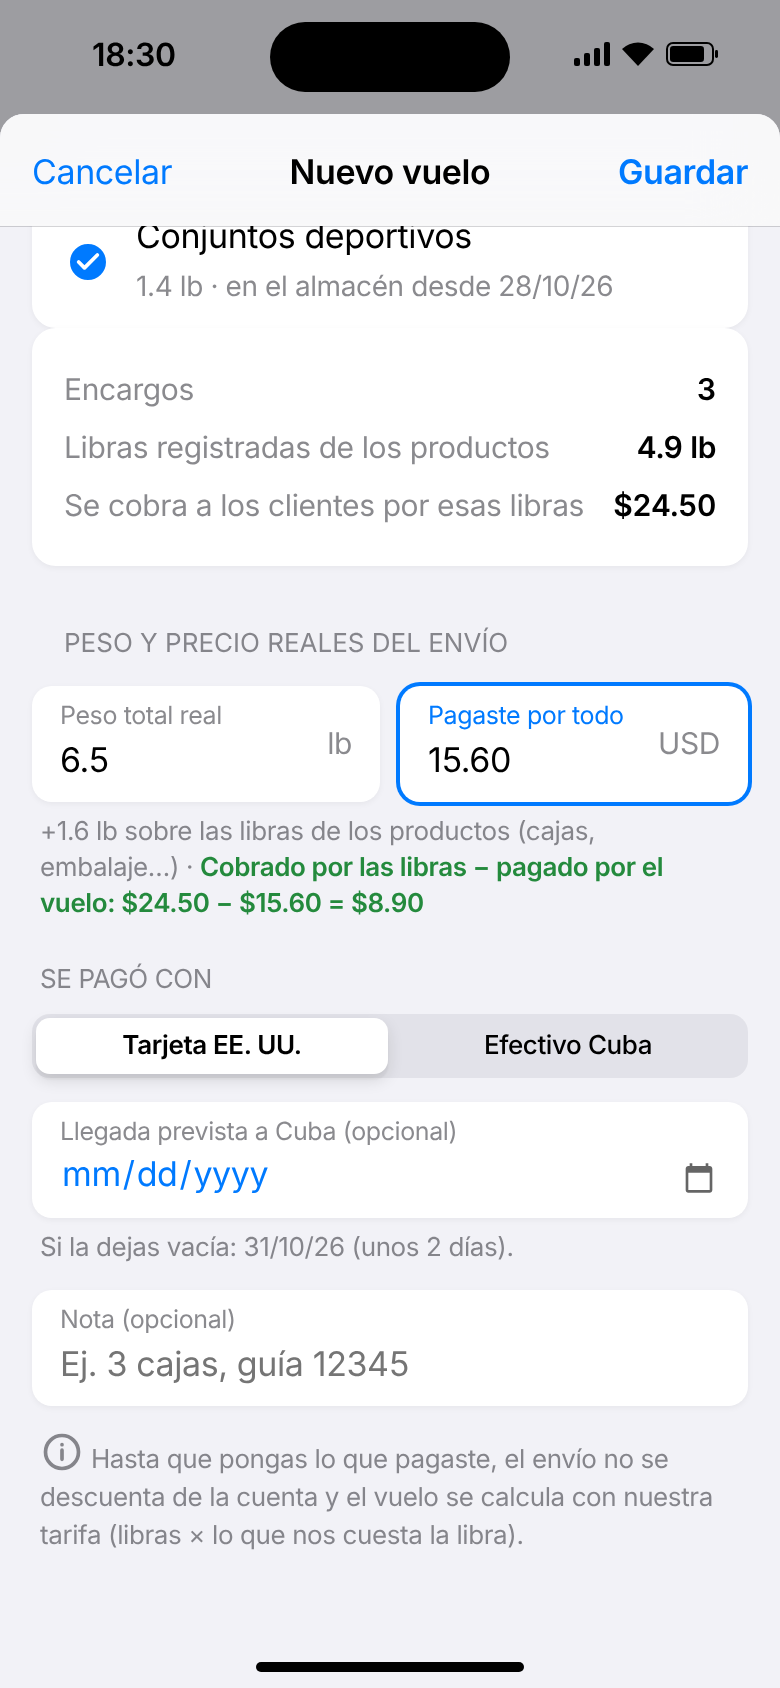 18:30
Cancelar
Nuevo vuelo
Guardar
Conjuntos deportivos
1.4 lb · en el almacén desde 28/10/26
Encargos
3
Libras registradas de los productos
4.9 lb
Se cobra a los clientes por esas libras
$24.50
PESO Y PRECIO REALES DEL ENVÍO
Peso total real
6.5
lb
Pagaste por todo
15.60
USD
+1.6 lb sobre las libras de los productos (cajas,
embalaje...) · Cobrado por las libras – pagado por el
vuelo: $24.50 – $15.60 = $8.90
SE PAGÓ CON
Tarjeta EE. UU.
Efectivo Cuba
Llegada prevista a Cuba (opcional)
mm/dd/yyyy
Si la dejas vacía: 31/10/26 (unos 2 días).
Nota (opcional)
Ej. 3 cajas, guía 12345
Hasta que pongas lo que pagaste, el envío no se
descuenta de la cuenta y el vuelo se calcula con nuestra
tarifa (libras × lo que nos cuesta la libra).